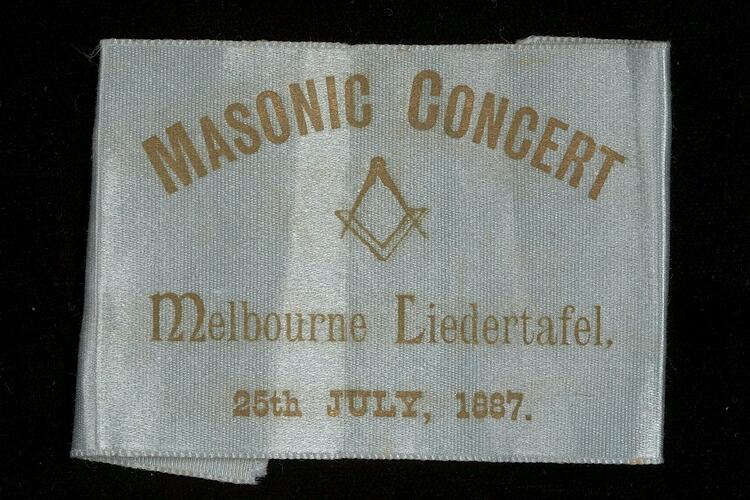 MASONIC CONCERT
Melbourne Liedertafel,
25th JULY, 1887.